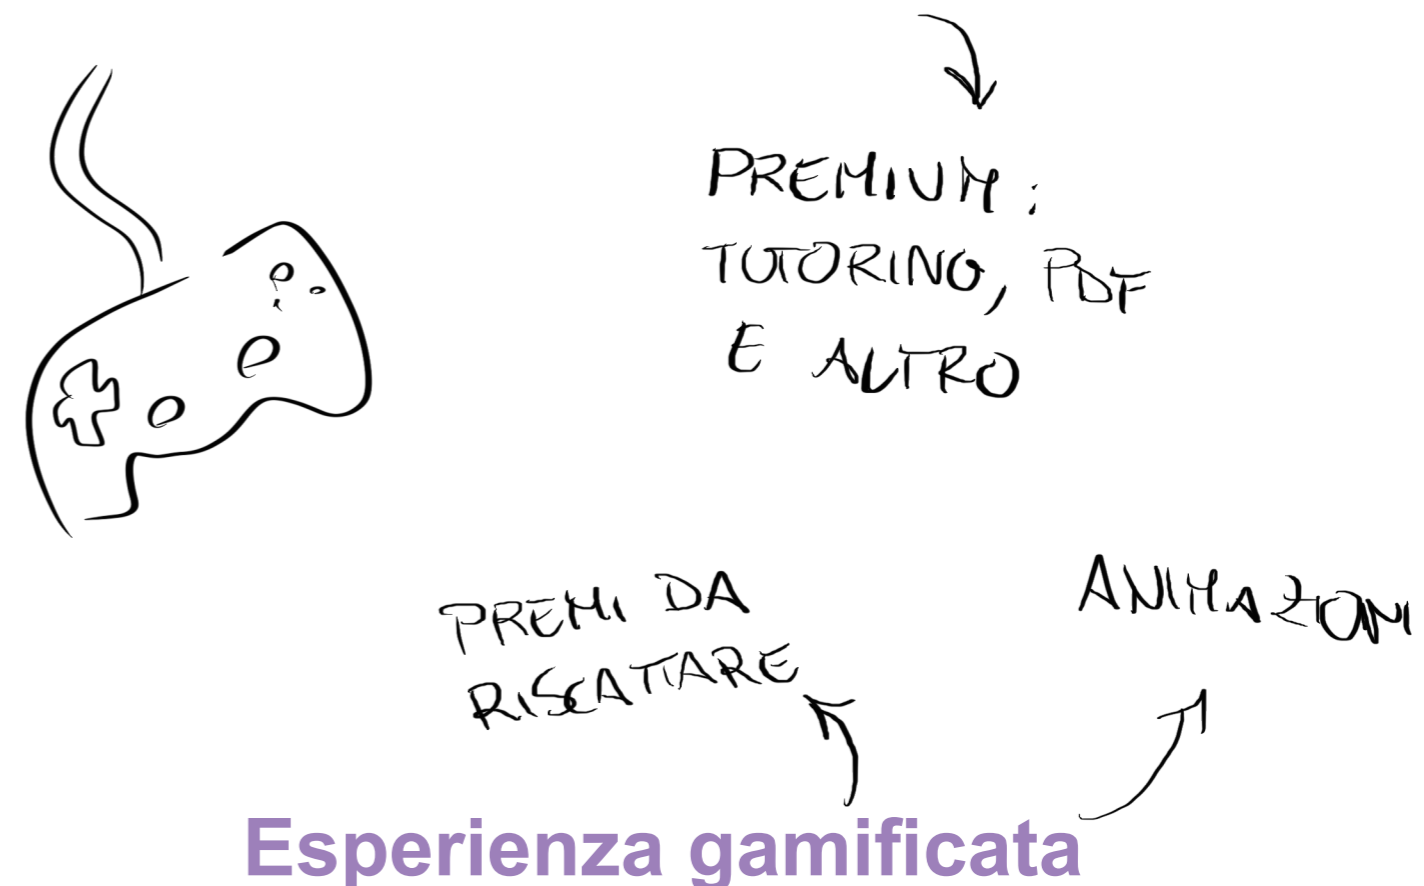 PREMIUM:
TUTORING, PDF
E ALTRO
PREMI DA
RISCATTARE
ANIMAZIONI
Esperienza gamificata